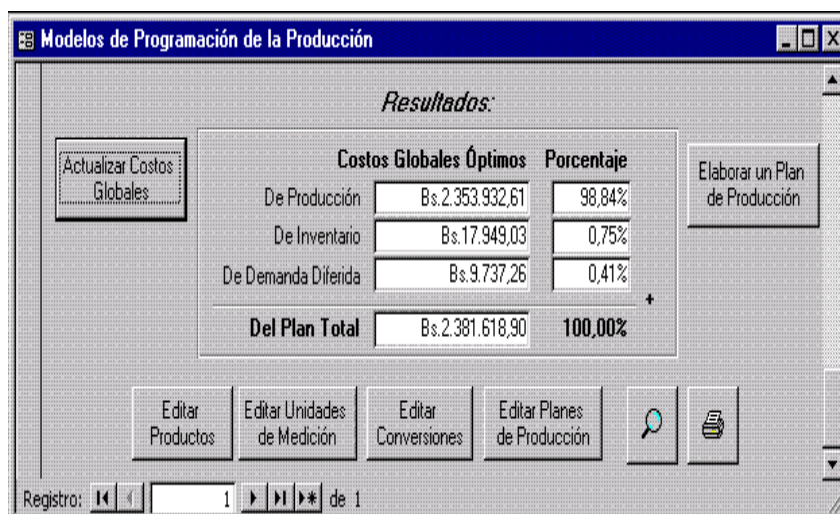 Modelos de Programación de la Producción
Resultados:
Actualizar Costos
Globales
Costos Globales Óptimos Porcentaje
De Producción Bs.2.353.932,61 98,84%
De Inventario Bs.17.949,03 0,75%
De Demanda Diferida Bs.9.737,26 0,41%
+
Del Plan Total Bs.2.381.618,90 100,00%
Elaborar un Plan
de Producción
Editar
Productos
Editar Unidades
de Medición
Editar
Conversiones
Editar Planes
de Producción
Registro: 1 de 1